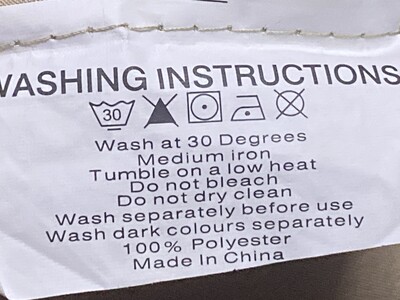 WASHING INSTRUCTIONS
30
Wash at 30 Degrees
Medium iron
Tumble on a low heat
Do not bleach
Do not dry clean
Wash separately before use
Wash dark colours separately
100% Polyester
Made In China